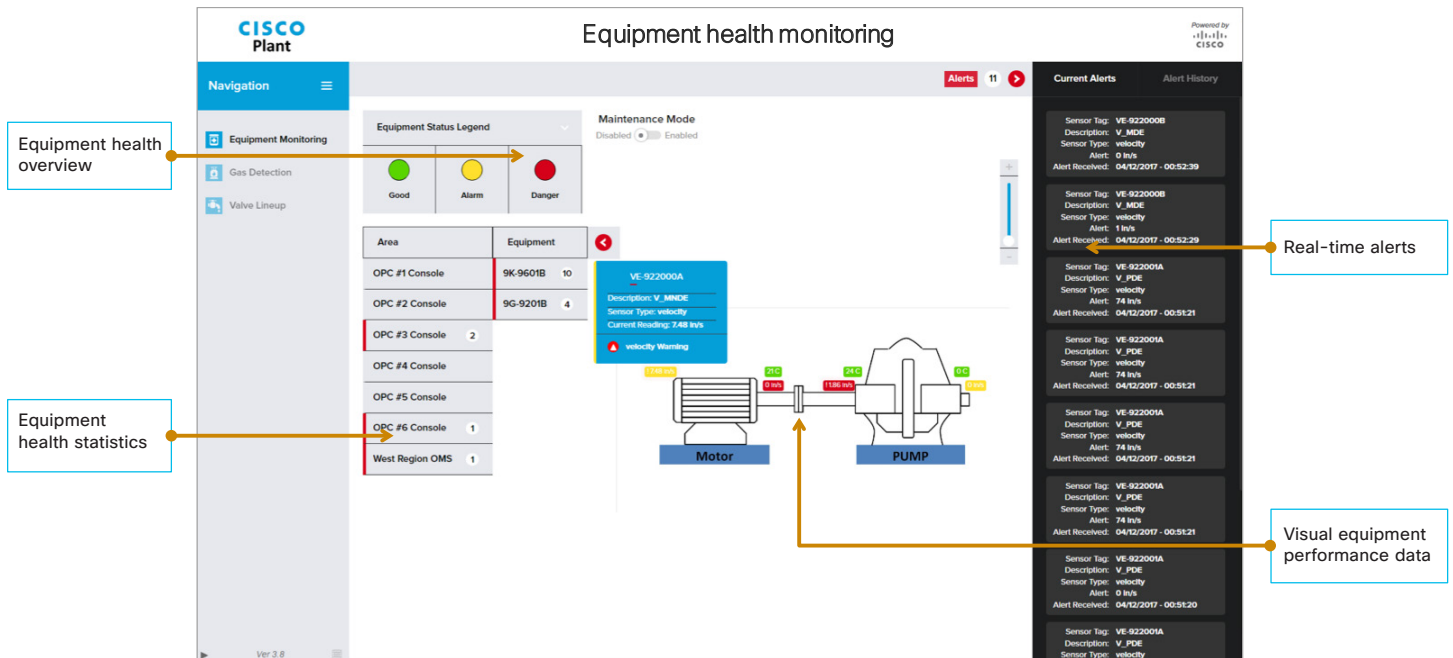 CISCO
Plant
Equipment health monitoring
Powered by
CISCO
Navigation
Alerts 11
Current Alerts
Alert History
Equipment Monitoring
Gas Detection
Valve Lineup
Ver 3.8
Equipment Status Legend
Good
Alarm
Danger
Maintenance Mode
Disabled
Enabled
+
-
Area
Equipment
OPC #1 Console
OPC #2 Console
OPC #3 Console 2
OPC #4 Console
OPC #5 Console
OPC #6 Console 1
West Region OMS 1
9K-9601B 10
9G-9201B 4
VE-922000A
Description: V_MNDE
Sensor Type: velocity
Current Reading: 7.48 in/s
velocity Warning
21 C
0 in/s
24 C
11.86 in/s
0 C
0 in/s
Motor
PUMP
Sensor Tag: VE-922000B
Description: V_MDE
Sensor Type: velocity
Alert: 0 in/s
Alert Received: 04/12/2017 - 00:52:39
Sensor Tag: VE-922000B
Description: V_MDE
Sensor Type: velocity
Alert: 1 in/s
Alert Received: 04/12/2017 - 00:52:29
Sensor Tag: VE-922001A
Description: V_PDE
Sensor Type: velocity
Alert: 74 in/s
Alert Received: 04/12/2017 - 00:51:21
Sensor Tag: VE-922001A
Description: V_PDE
Sensor Type: velocity
Alert: 74 in/s
Alert Received: 04/12/2017 - 00:51:21
Sensor Tag: VE-922001A
Description: V_PDE
Sensor Type: velocity
Alert: 74 in/s
Alert Received: 04/12/2017 - 00:51:21
Sensor Tag: VE-922001A
Description: V_PDE
Sensor Type: velocity
Alert: 74 in/s
Alert Received: 04/12/2017 - 00:51:21
Sensor Tag: VE-922001A
Description: V_PDE
Sensor Type: velocity
Alert: 0 in/s
Alert Received: 04/12/2017 - 00:51:20
Sensor Tag: VE-922001A
Description: V_PDE
Sensor Type: velocity
Equipment health
overview
Equipment
health statistics
Real-time alerts
Visual equipment
performance data